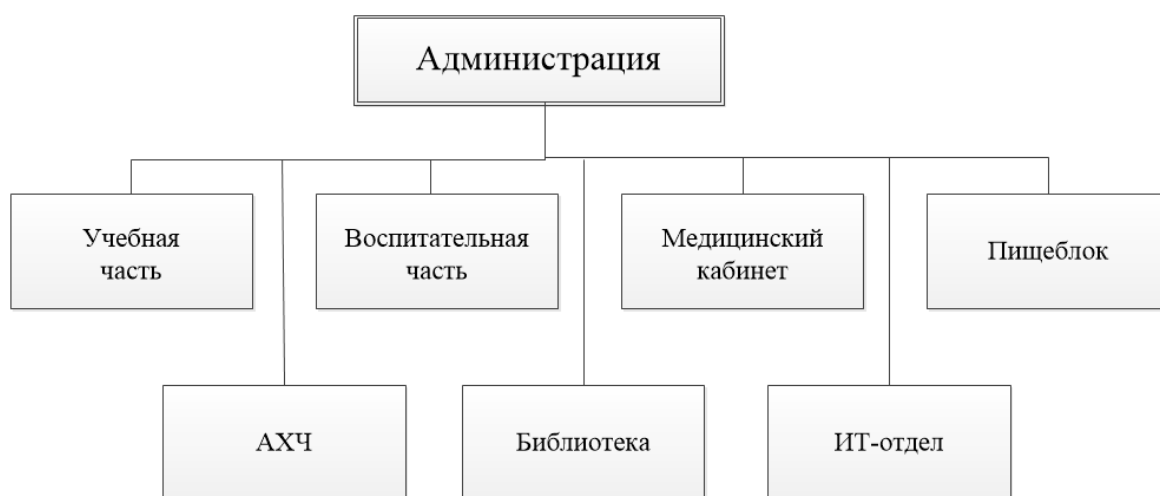 Администрация
Учебная
часть
Воспитательная
часть
Медицинский
кабинет
Пищеблок
АХЧ
Библиотека
ИТ-отдел